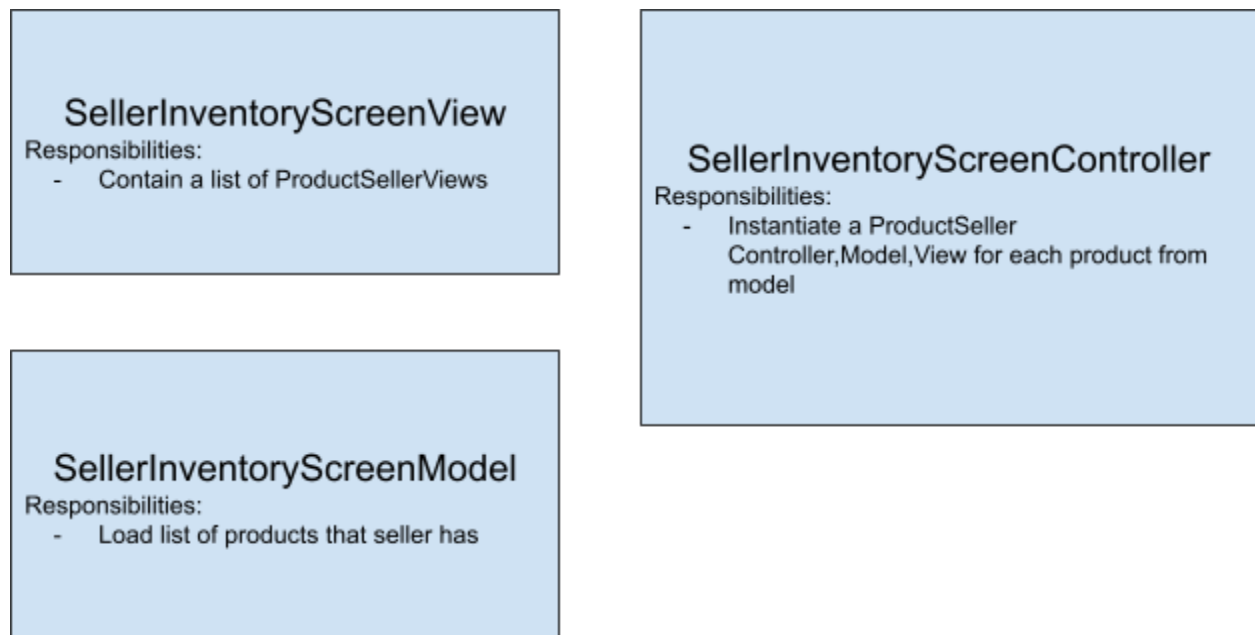 SellerInventoryScreenView
Responsibilities:
- Contain a list of ProductSellerViews
SellerInventoryScreenController
Responsibilities:
- Instantiate a ProductSeller
Controller,Model,View for each product from
model
SellerInventoryScreenModel
Responsibilities:
- Load list of products that seller has